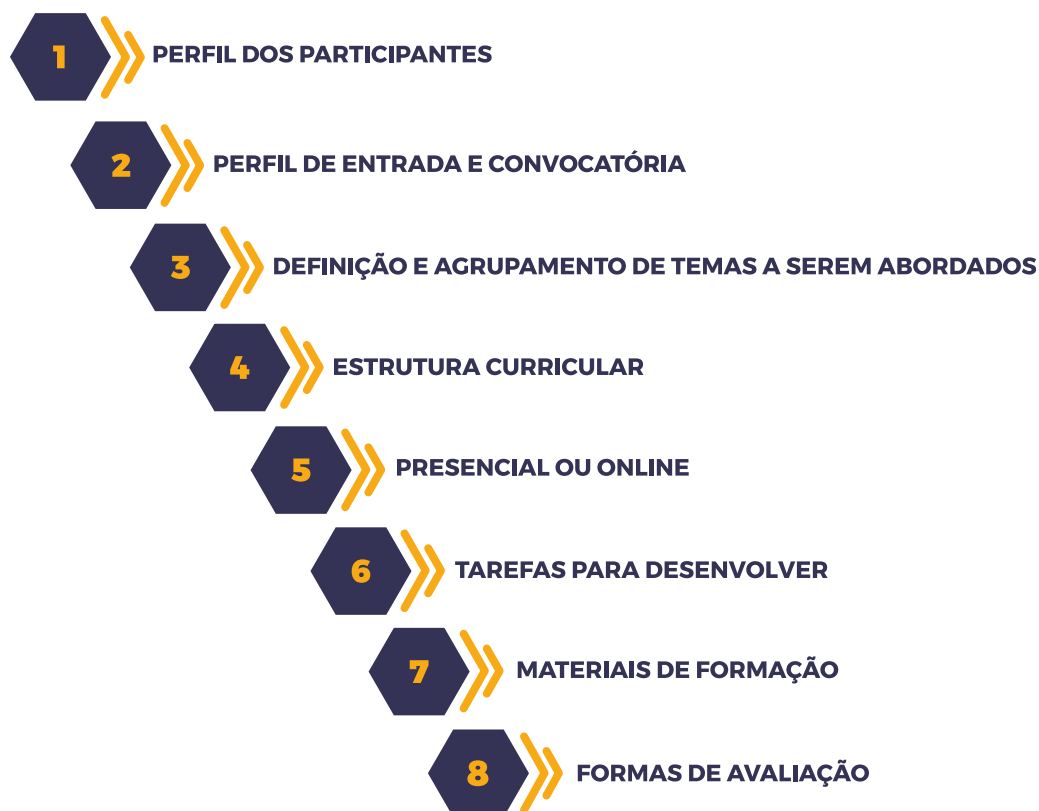 1 PERFIL DOS PARTICIPANTES
2 PERFIL DE ENTRADA E CONVOCATÓRIA
3 DEFINIÇÃO E AGRUPAMENTO DE TEMAS A SEREM ABORDADOS
4 ESTRUTURA CURRICULAR
5 PRESENCIAL OU ONLINE
6 TAREFAS PARA DESENVOLVER
7 MATERIAIS DE FORMAÇÃO
8 FORMAS DE AVALIAÇÃO